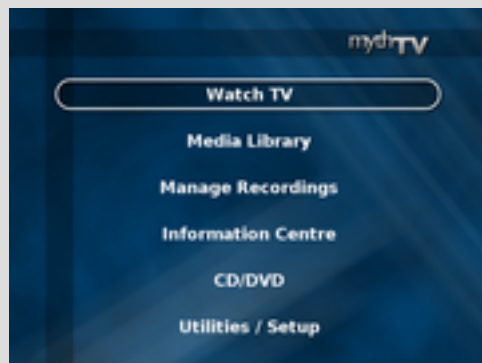 mythTV
Watch TV
Media Library
Manage Recordings
Information Centre
CD/DVD
Utilities / Setup